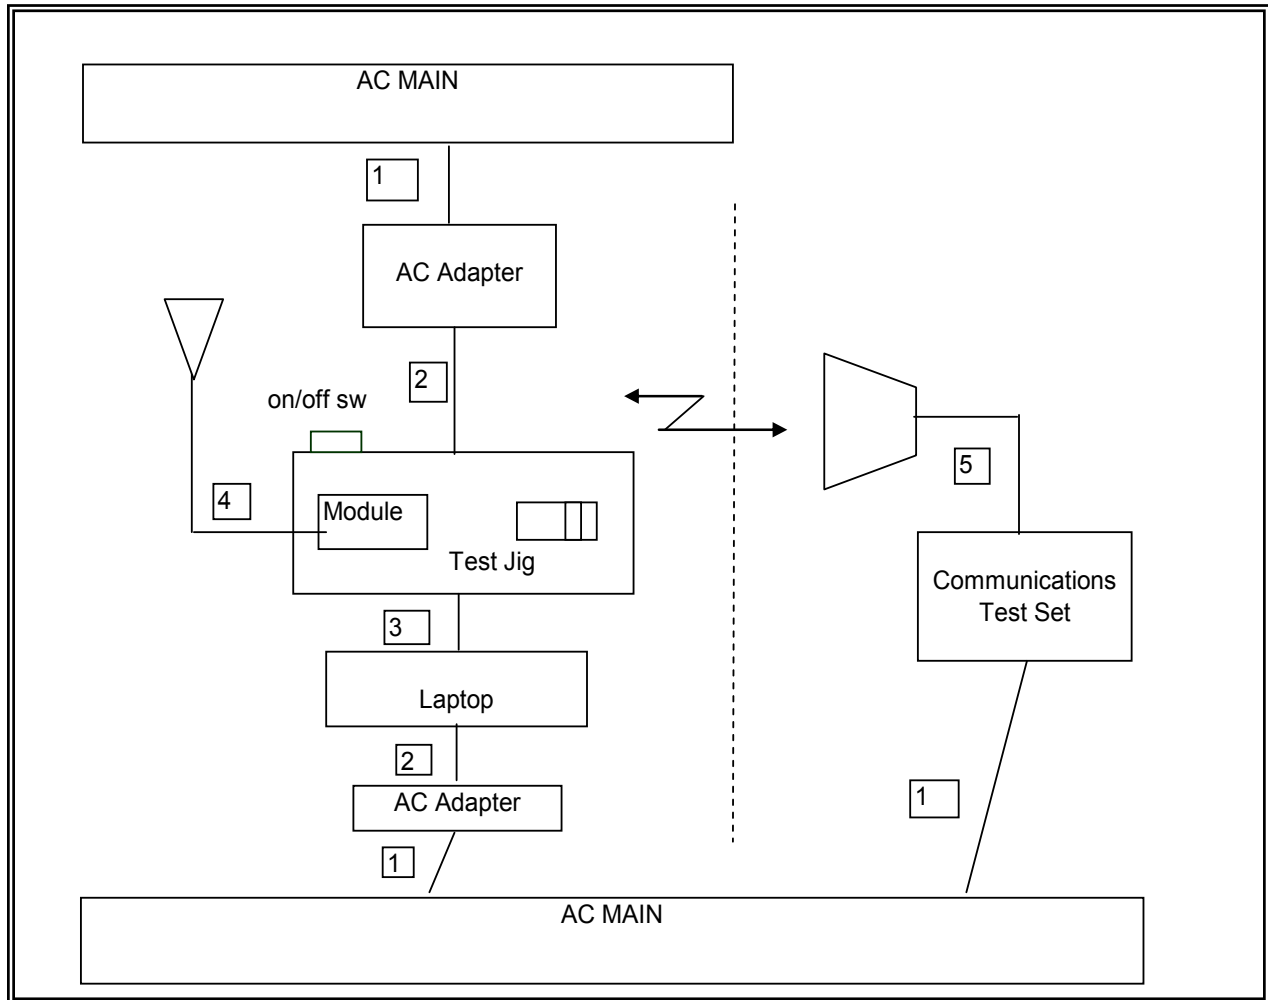 AC MAIN
1
AC Adapter
2
on/off sw
4
Module
Test Jig
3
Laptop
2
AC Adapter
1
5
Communications
Test Set
1
AC MAIN